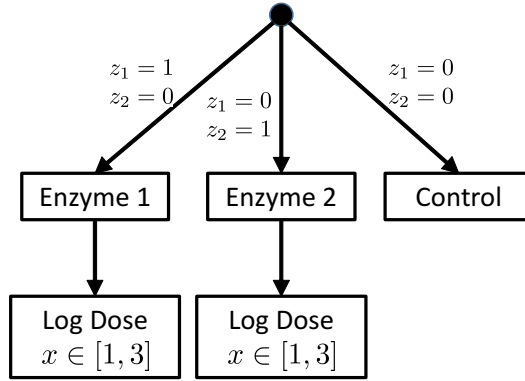 z₁ = 1
z₂ = 0
z₁ = 0
z₂ = 1
z₁ = 0
z₂ = 0
Enzyme 1
Enzyme 2
Control
Log Dose
x ∈ [1, 3]
Log Dose
x ∈ [1, 3]